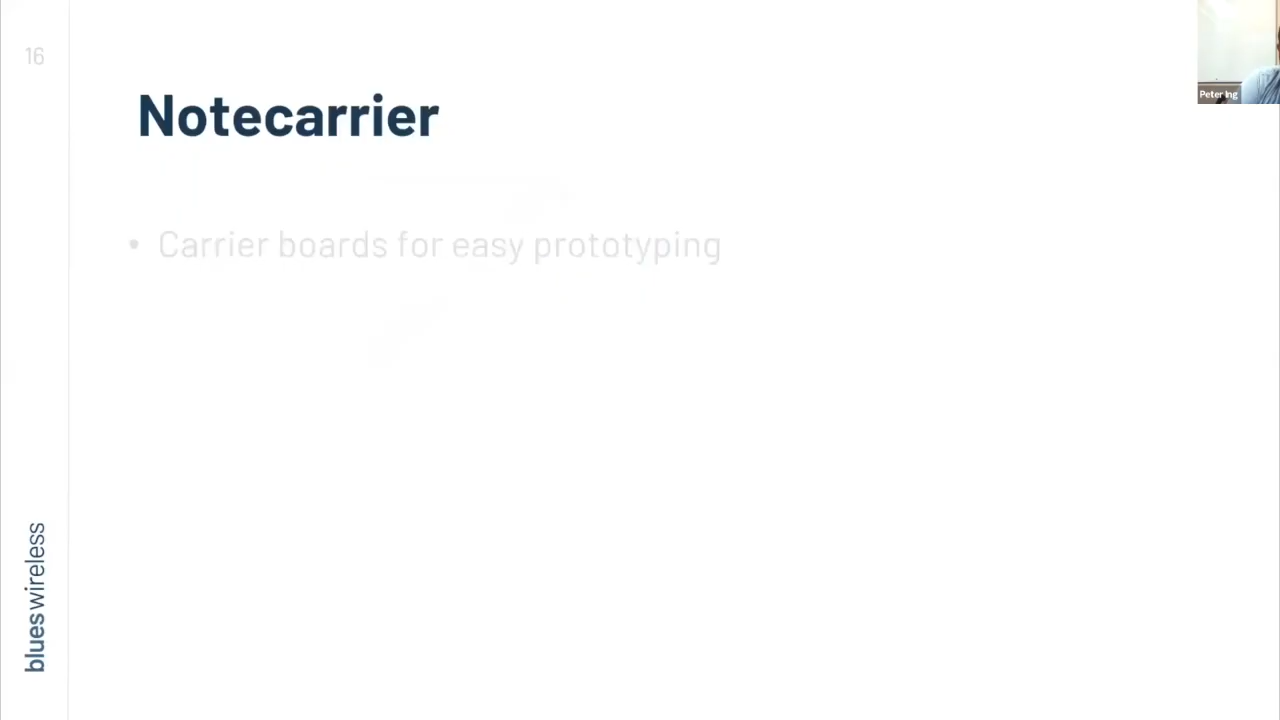 16
Peter Ing
Notecarrier
• Carrier boards for easy prototyping
blues wireless